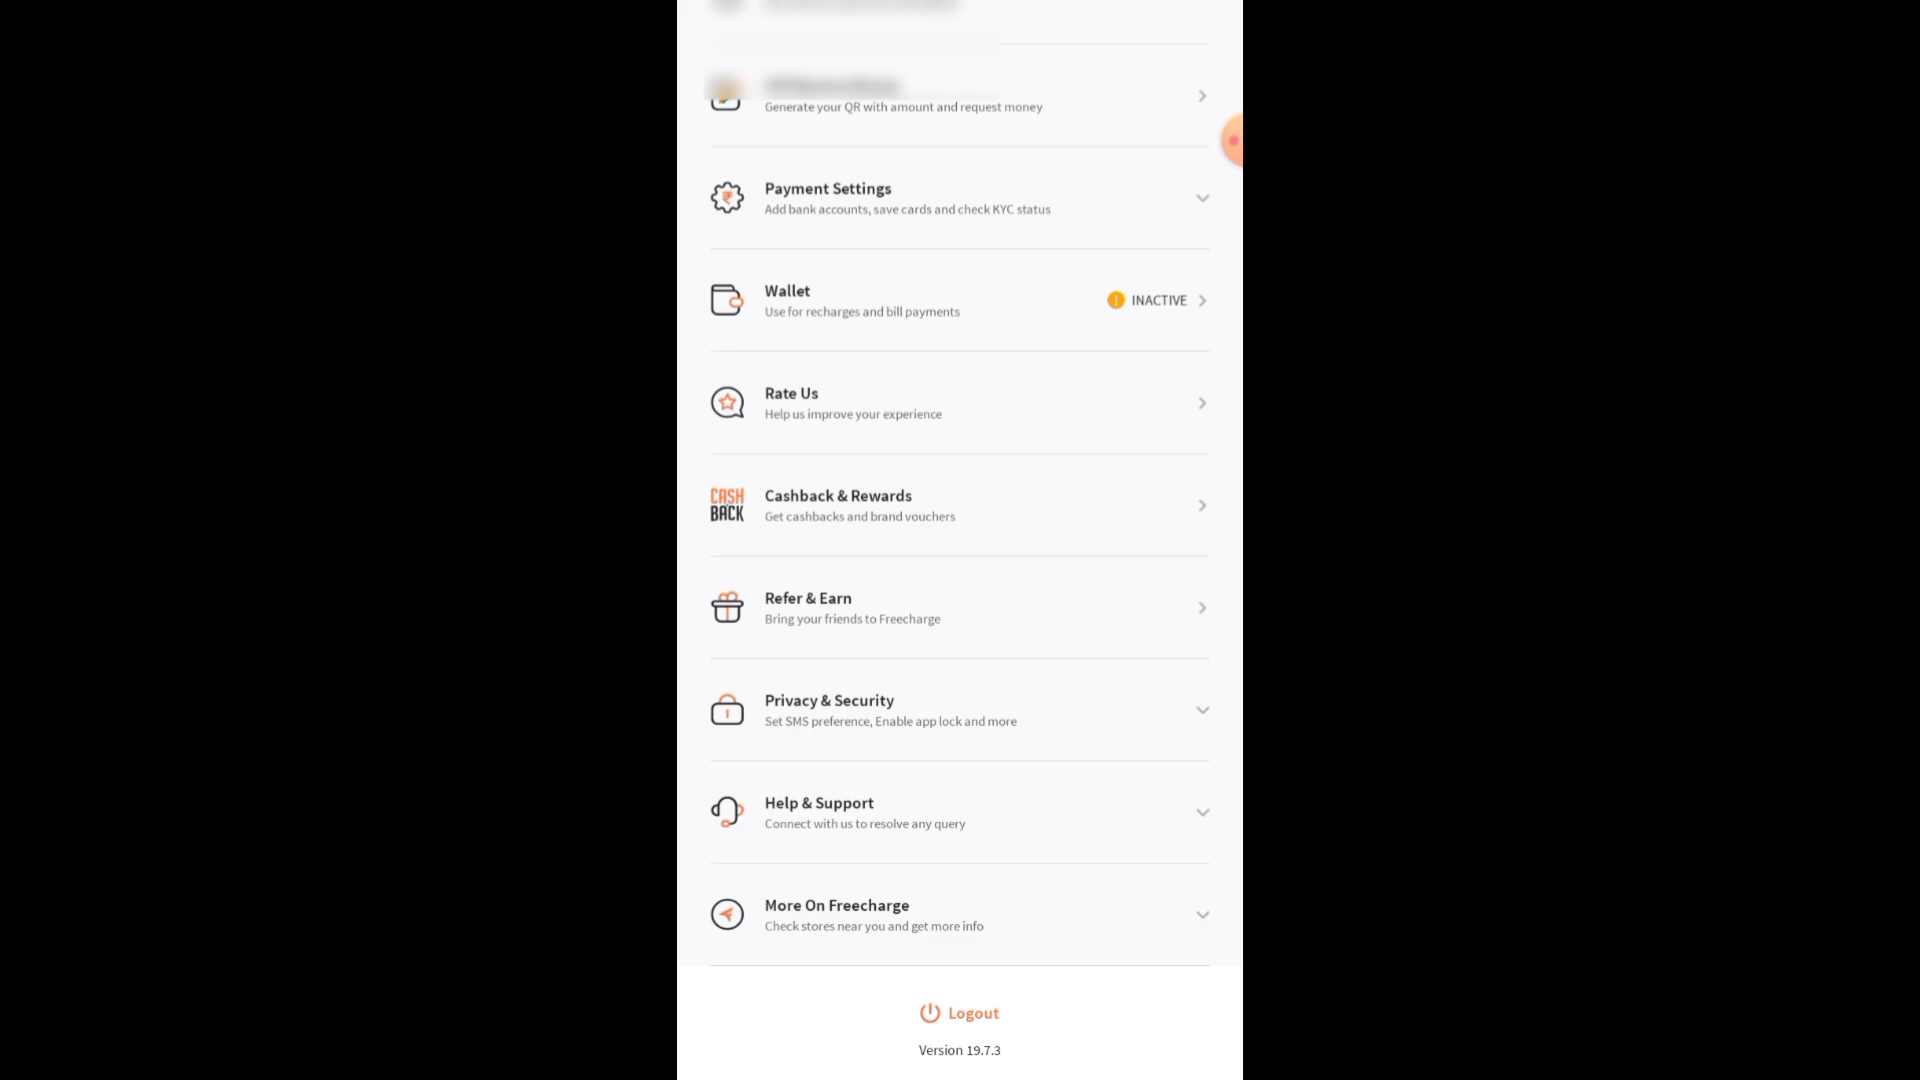 Generate your QR with amount and request money
Payment Settings
Add bank accounts, save cards and check KYC status
Wallet
Use for recharges and bill payments
INACTIVE
Rate Us
Help us improve your experience
CASH
BACK
Cashback & Rewards
Get cashbacks and brand vouchers
Refer & Earn
Bring your friends to Freecharge
Privacy & Security
Set SMS preference, Enable app lock and more
Help & Support
Connect with us to resolve any query
More On Freecharge
Check stores near you and get more info
Logout
Version 19.7.3